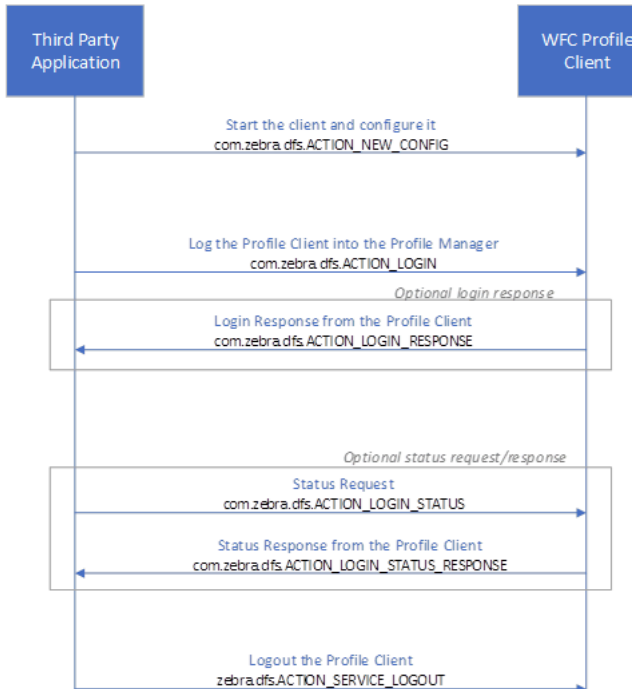 Third Party
Application
WFC Profile
Client
Start the client and configure it
com.zebra.dfs.ACTION_NEW_CONFIG
Log the Profile Client into the Profile Manager
com.zebra.dfs.ACTION_LOGIN
Optional login response
Login Response from the Profile Client
com.zebra.dfs.ACTION_LOGIN_RESPONSE
Optional status request/response
Status Request
com.zebra.dfs.ACTION_LOGIN_STATUS
Status Response from the Profile Client
com.zebra.dfs.ACTION_LOGIN_STATUS_RESPONSE
Logout the Profile Client
zebra.dfs.ACTION_SERVICE_LOGOUT